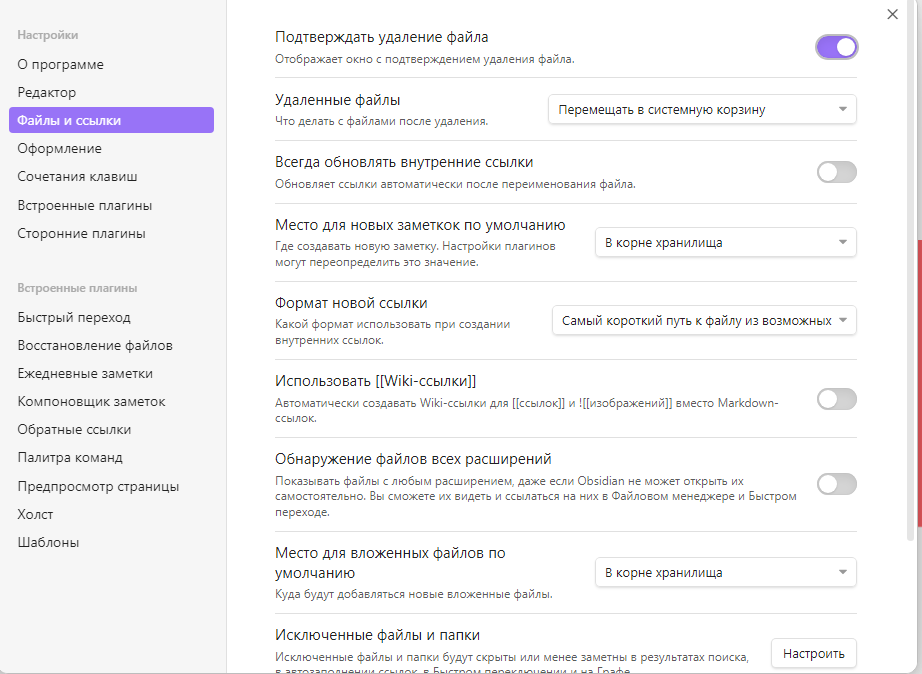 Настройки
О программе
Редактор
Файлы и ссылки
Оформление
Сочетания клавиш
Встроенные плагины
Сторонние плагины
Встроенные плагины
Быстрый переход
Восстановление файлов
Ежедневные заметки
Компоновщик заметок
Обратные ссылки
Палитра команд
Предпросмотр страницы
Холст
Шаблоны
Подтверждать удаление файла
Отображает окно с подтверждением удаления файла.
Удаленные файлы
Что делать с файлами после удаления.
Перемещать в системную корзину
Всегда обновлять внутренние ссылки
Обновляет ссылки автоматически после переименования файла.
Место для новых заметкок по умолчанию
Где создавать новую заметку. Настройки плагинов
могут переопределить это значение.
В корне хранилища
Формат новой ссылки
Какой формат использовать при создании
внутренних ссылок.
Самый короткий путь к файлу из возможных
Использовать [[Wiki-ссылки]]
Автоматически создавать Wiki-ссылки для [[ссылок]] и ![[изображений]] вместо Markdown-
ссылок.
Обнаружение файлов всех расширений
Показывать файлы с любым расширением, даже если Obsidian не может открыть их
самостоятельно. Вы сможете их видеть и ссылаться на них в Файловом менеджере и Быстром
переходе.
Место для вложенных файлов по
умолчанию
Куда будут добавляться новые вложенные файлы.
В корне хранилища
Исключенные файлы и папки
Исключенные файлы и папки будут скрыты или менее заметны в результатах поиска,
в автозаполнении ссылок, в Быстром переключении и на Графе.
Настроить